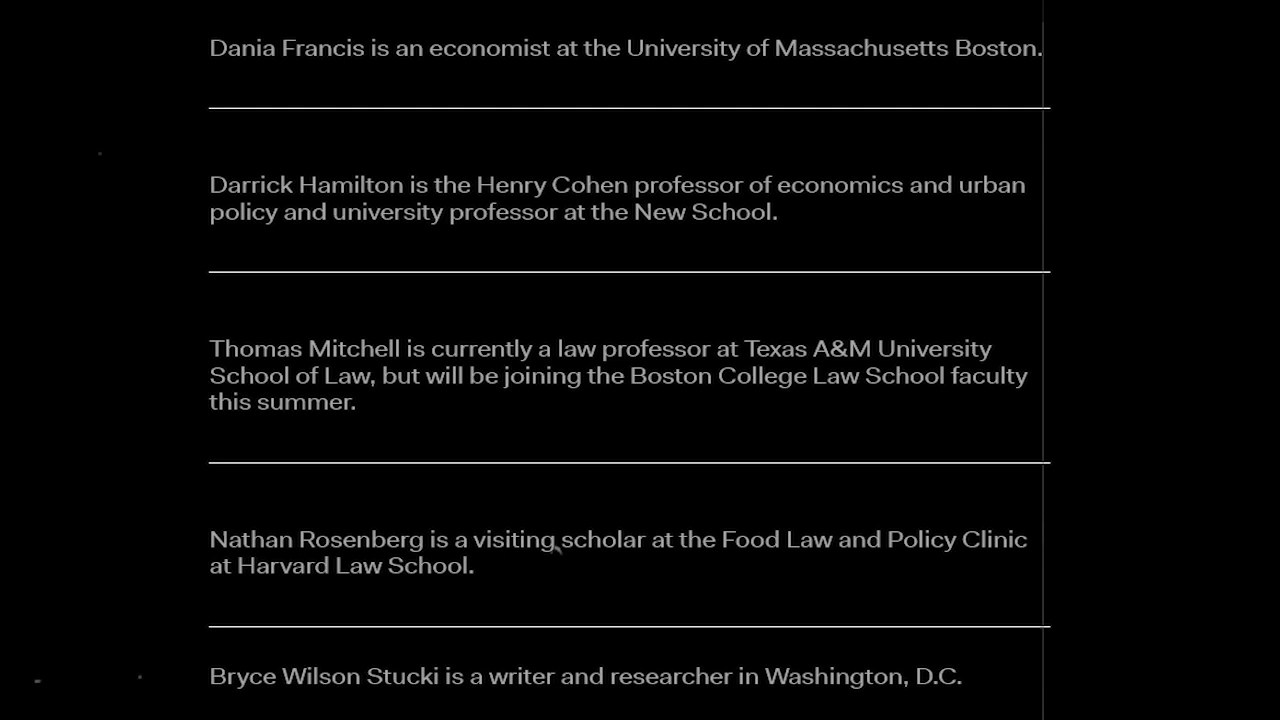 Dania Francis is an economist at the University of Massachusetts Boston.
Darrick Hamilton is the Henry Cohen professor of economics and urban
policy and university professor at the New School.
Thomas Mitchell is currently a law professor at Texas A&M University
School of Law, but will be joining the Boston College Law School faculty
this summer.
Nathan Rosenberg is a visiting scholar at the Food Law and Policy Clinic
at Harvard Law School.
Bryce Wilson Stucki is a writer and researcher in Washington, D.C.